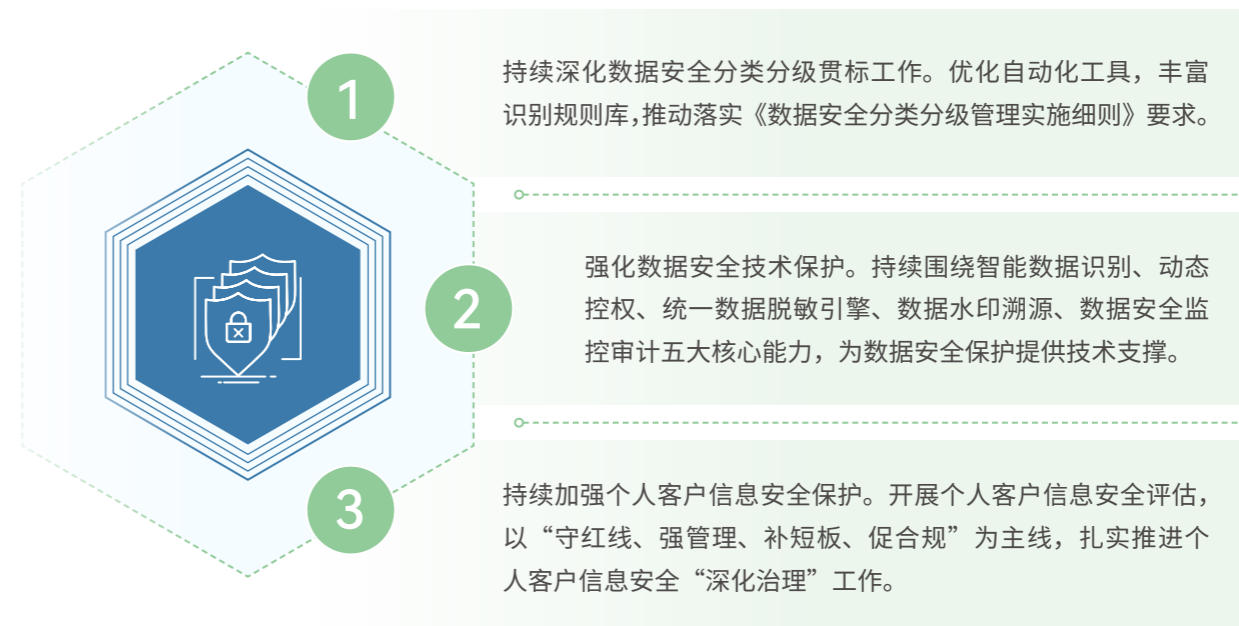 1
持续深化数据安全分类分级贯标工作。优化自动化工具，丰富
识别规则库，推动落实《数据安全分类分级管理实施细则》要求。
2
强化数据安全技术保护。持续围绕智能数据识别、动态
控权、统一数据脱敏引擎、数据水印溯源、数据安全监
控审计五大核心能力，为数据安全保护提供技术支撑。
3
持续加强个人客户信息安全保护。开展个人客户信息安全评估，
以“守红线、强管理、补短板、促合规”为主线，扎实推进个
人客户信息安全“深化治理”工作。